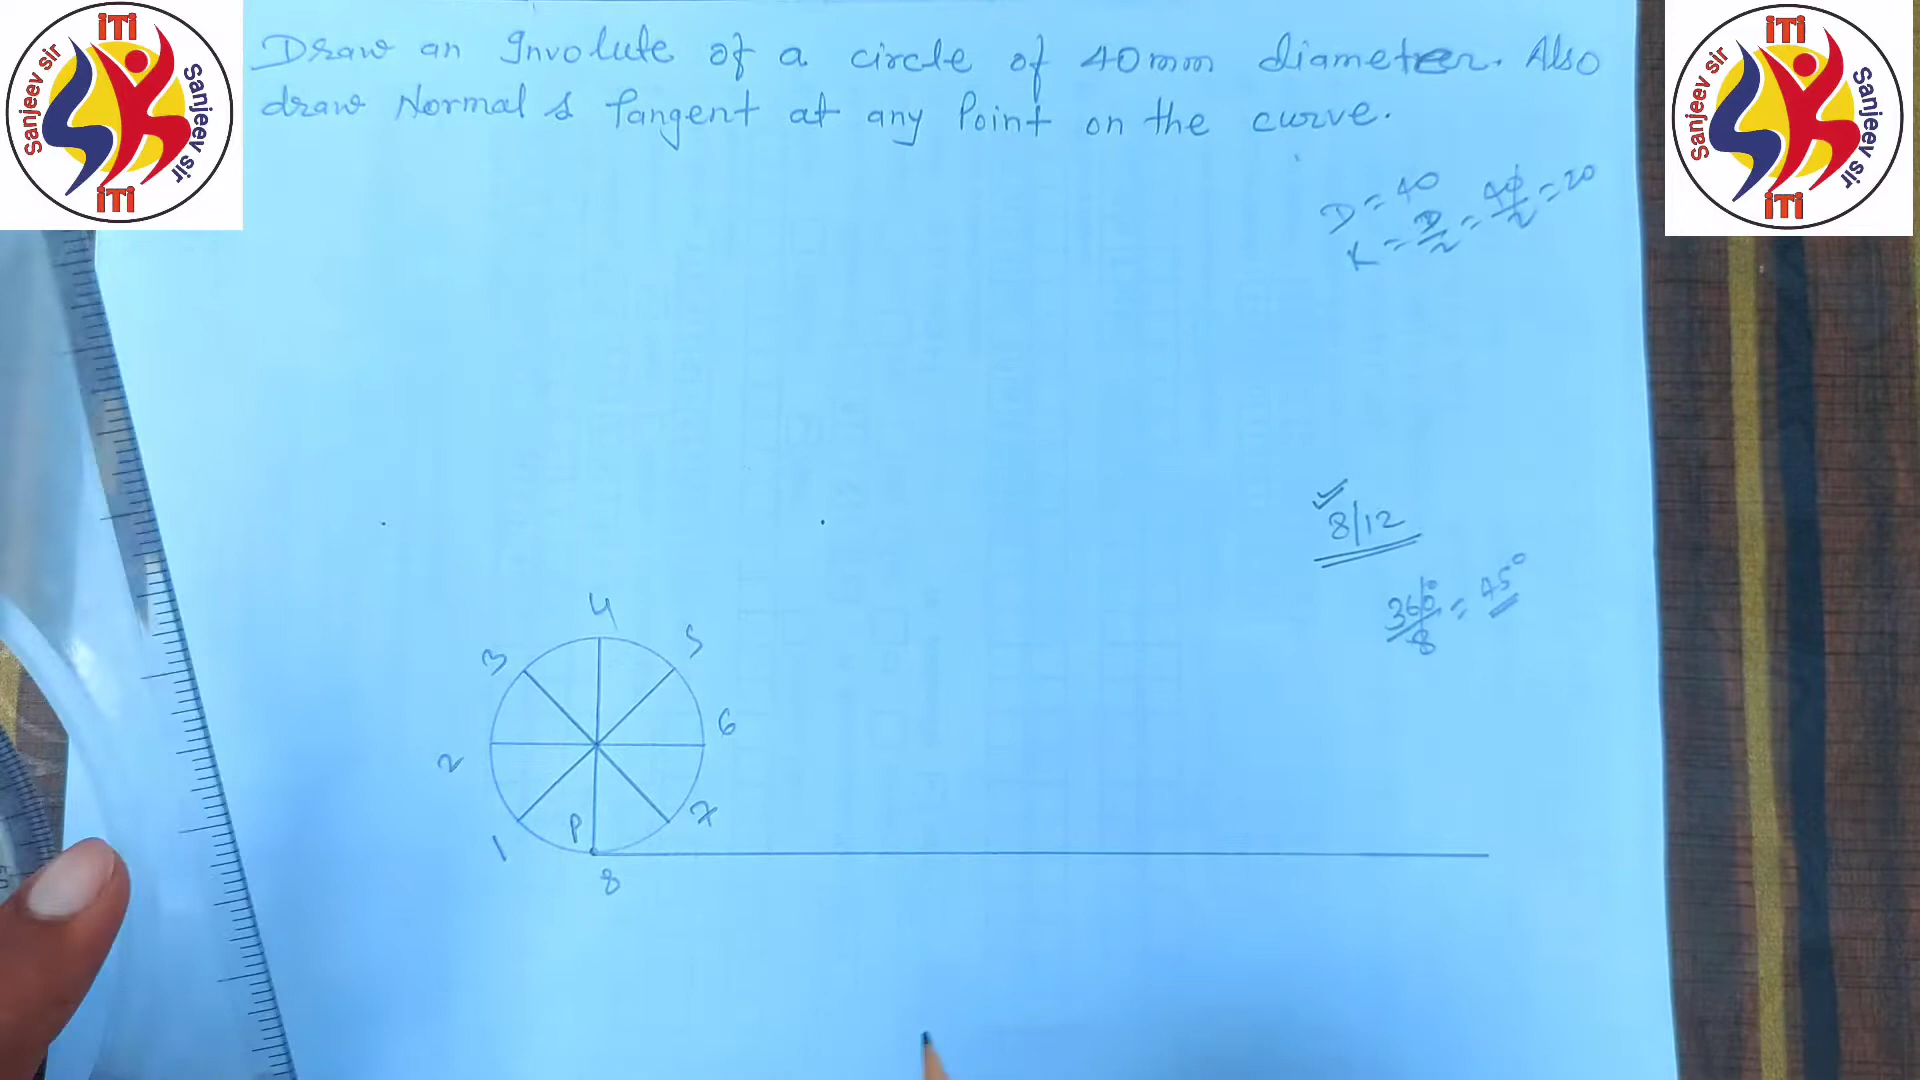 Draw an Involute of a circle of 40mm diameter. Also
draw Normal & Tangent at any Point on the curve.
iTi
Sanjeev sir
Sanjeev sir
iTi
iTi
Sanjeev sir
Sanjeev sir
iTi
D = 40
R = D/2 = 40/2 = 20
8/12
360°/8 = 45°
4
3
5
2
6
1
P
7
8